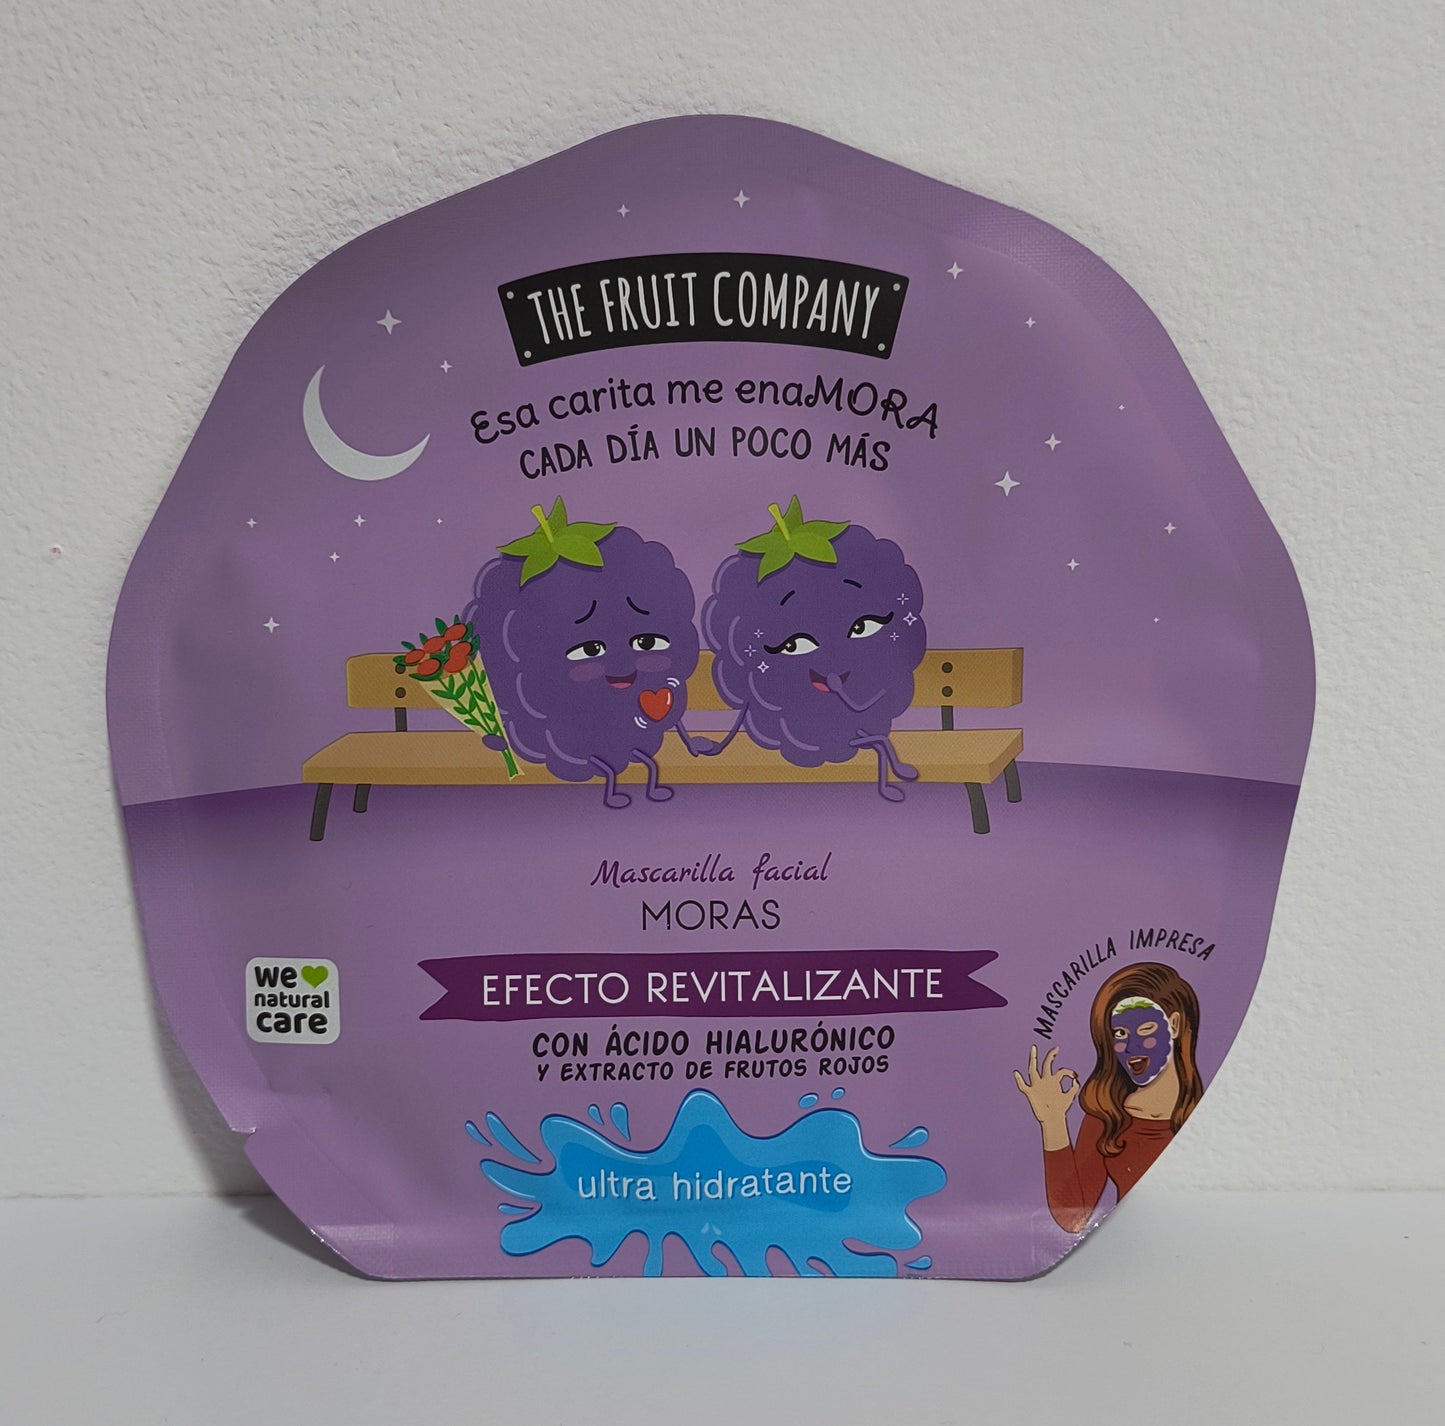 THE FRUIT COMPANY
Esa carita me enaMORA
CADA DÍA UN POCO MÁS
Mascarilla facial
MORAS
EFECTO REVITALIZANTE
CON ÁCIDO HIALURÓNICO
Y EXTRACTO DE FRUTOS ROJOS
ultra hidratante
we
natural
care
MASCARILLA IMPRESA